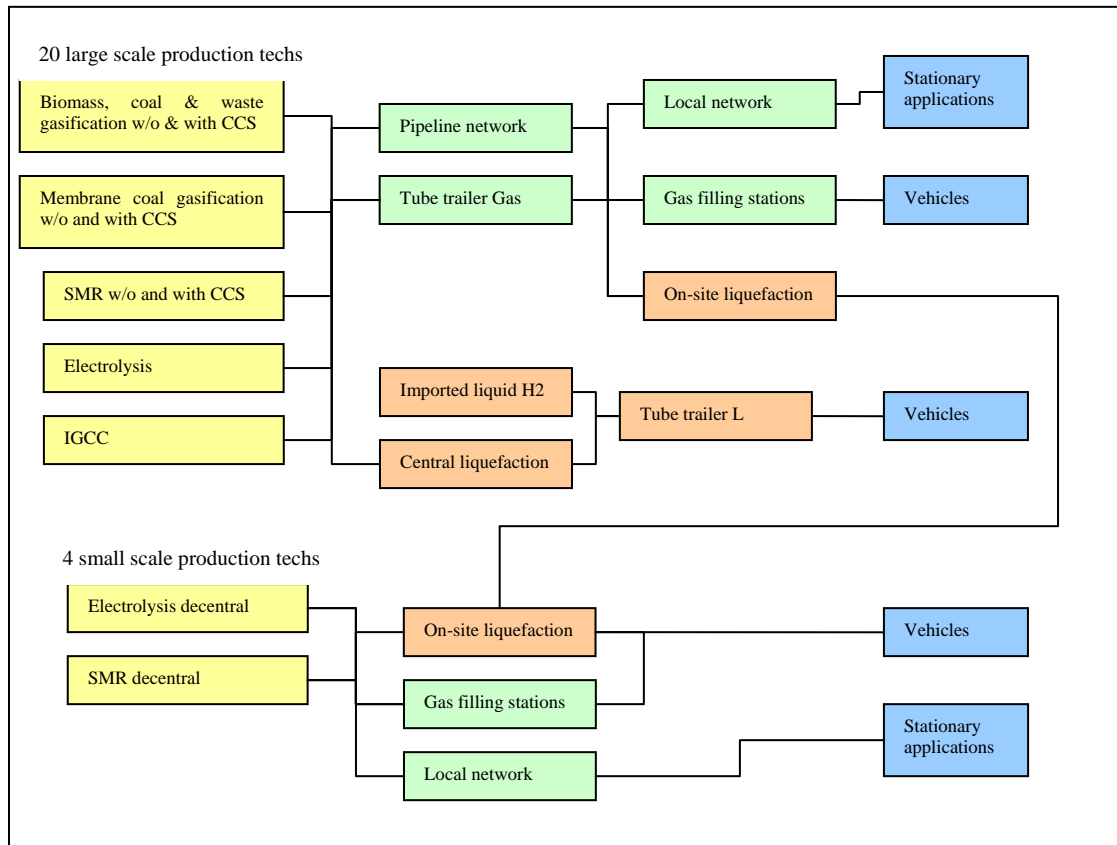 20 large scale production techs
Biomass, coal & waste
gasification w/o & with CCS
Membrane coal gasification
w/o and with CCS
SMR w/o and with CCS
Electrolysis
IGCC
Pipeline network
Tube trailer Gas
Imported liquid H2
Central liquefaction
Local network
Gas filling stations
On-site liquefaction
Tube trailer L
Stationary
applications
Vehicles
Vehicles
4 small scale production techs
Electrolysis decentral
SMR decentral
On-site liquefaction
Gas filling stations
Local network
Vehicles
Stationary
applications